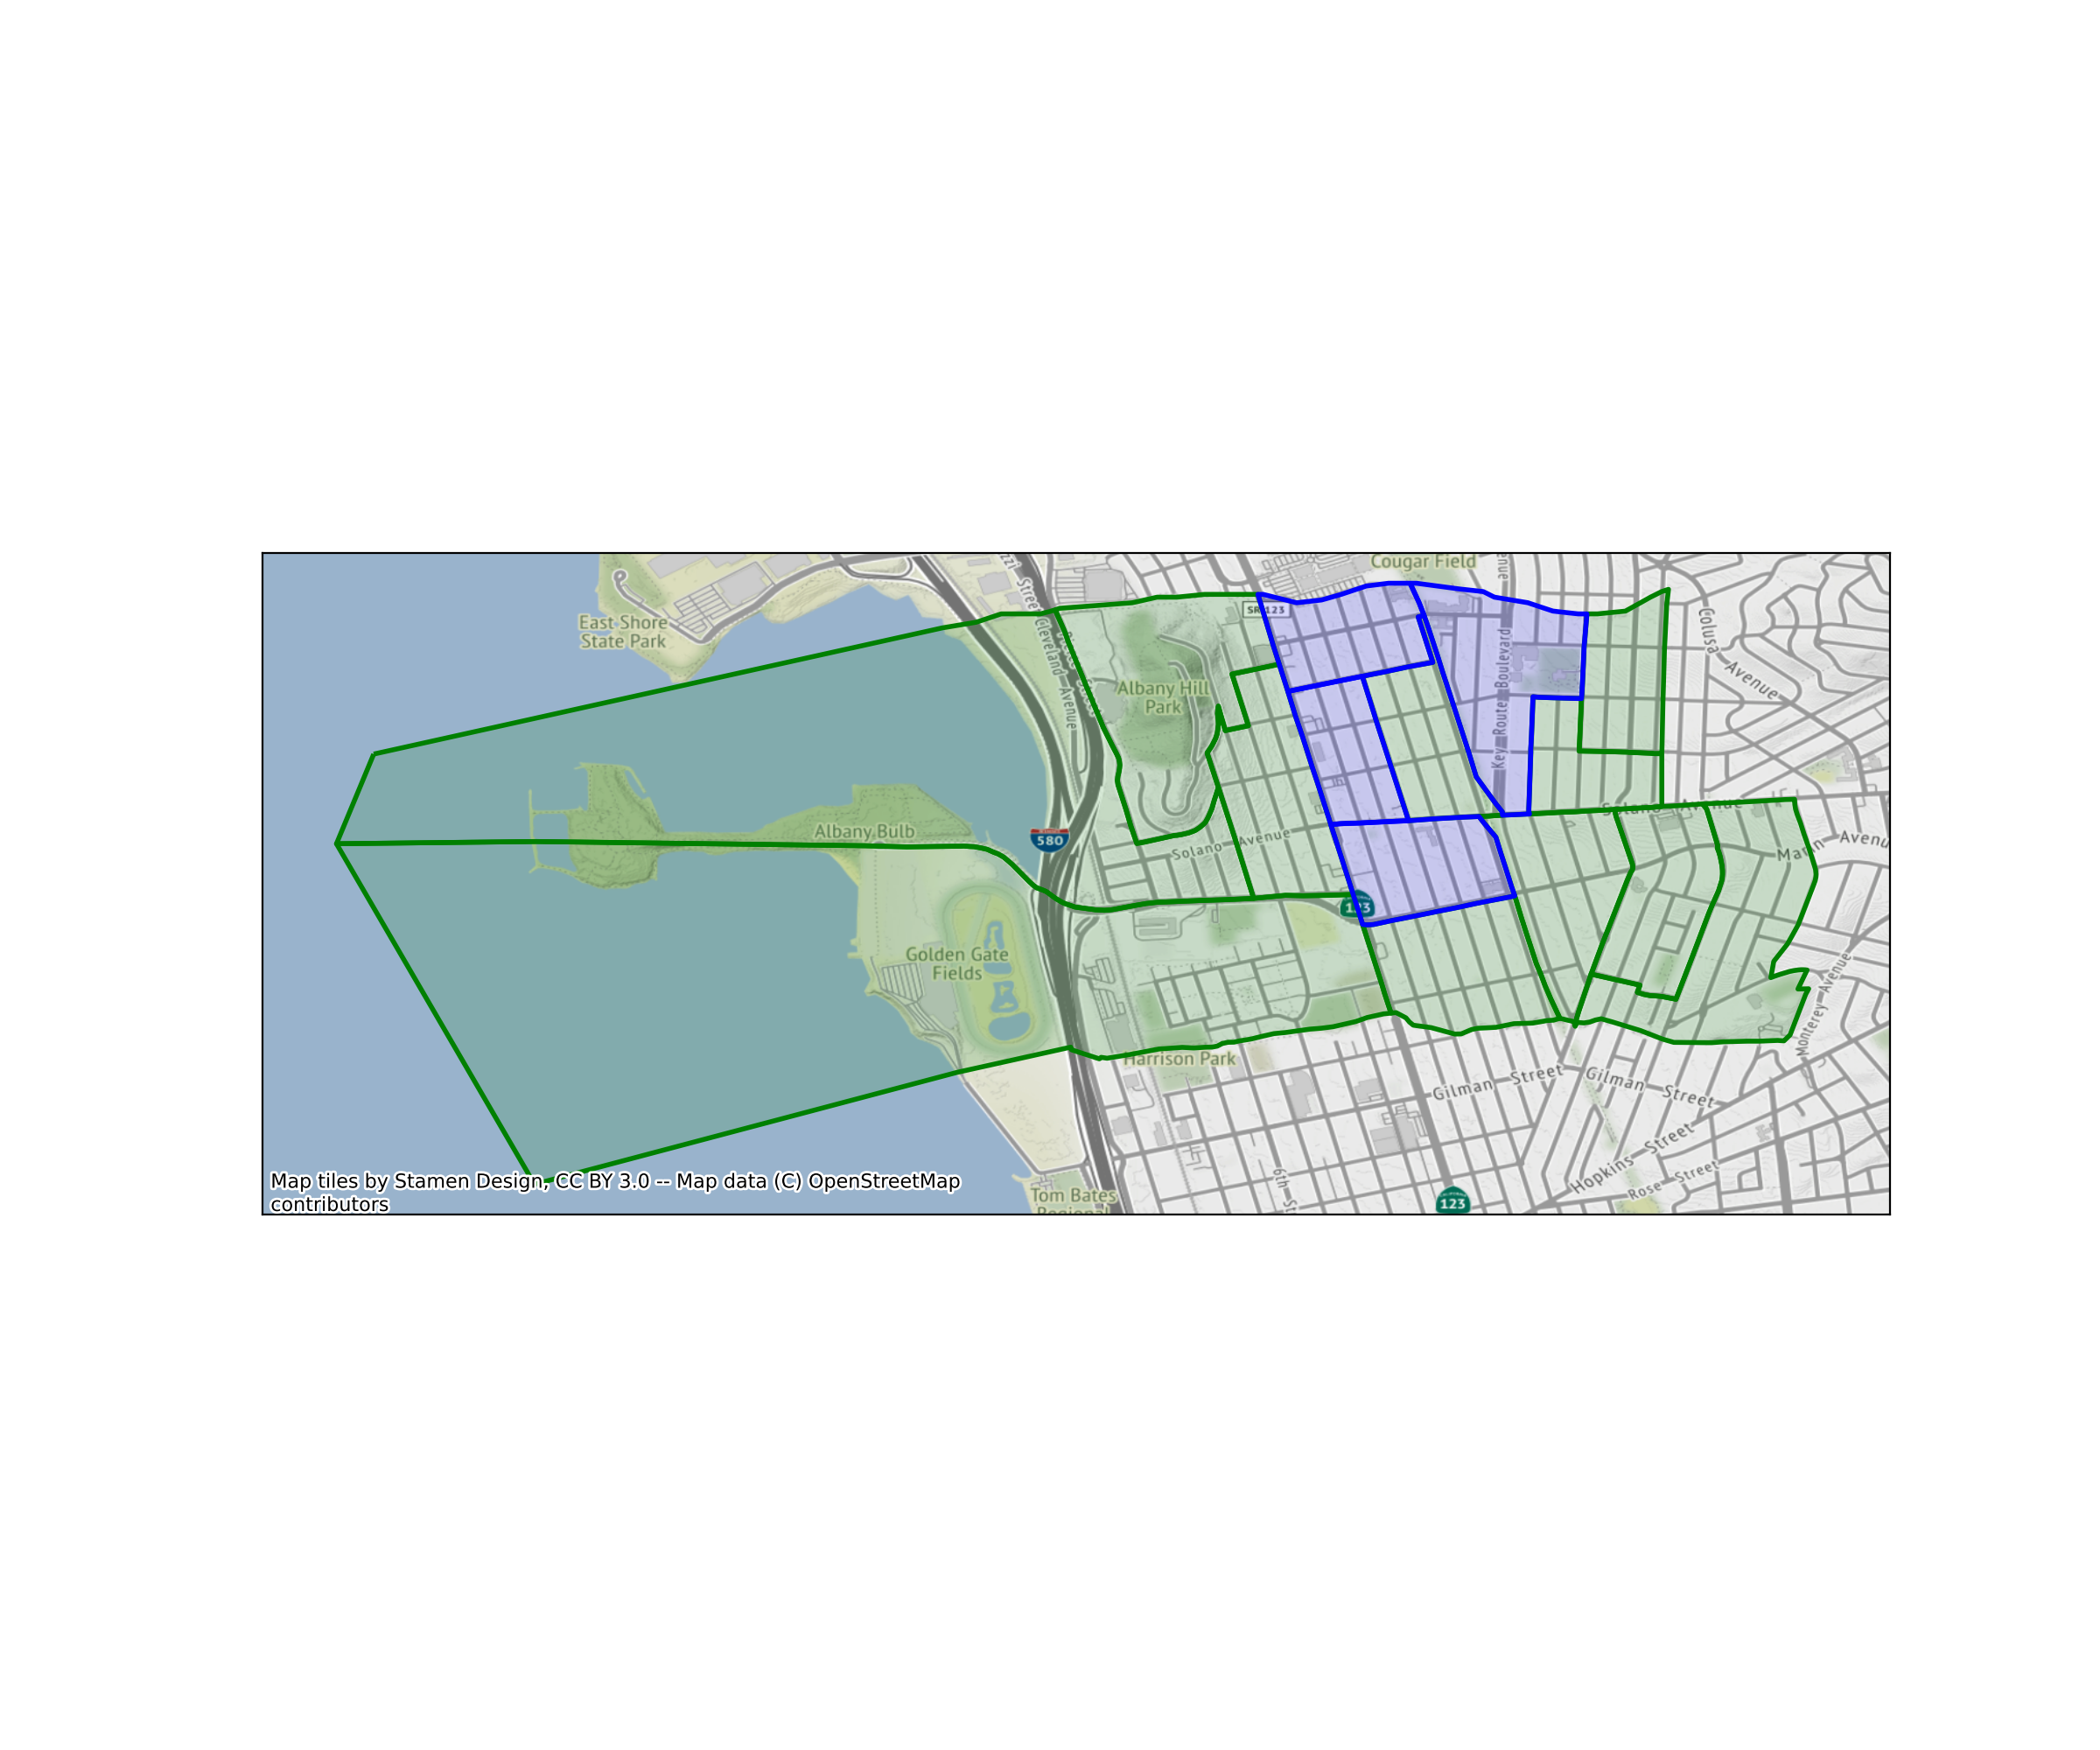 Cougar Field
East Shore
State Park
Street
Cleveland Avenue
SR 123
Albany Hill
Park
Key Route Boulevard
Colusa Avenue
Solano Avenue
Albany Bulb
580
Solano Avenue
Marin Avenue
123
Golden Gate
Fields
Monterey Avenue
Harrison Park
Gilman Street
Gilman Street
Hopkins Street
Rose Street
6th St
Tom Bates
Regional
123
Map tiles by Stamen Design, CC BY 3.0 -- Map data (C) OpenStreetMap
contributors